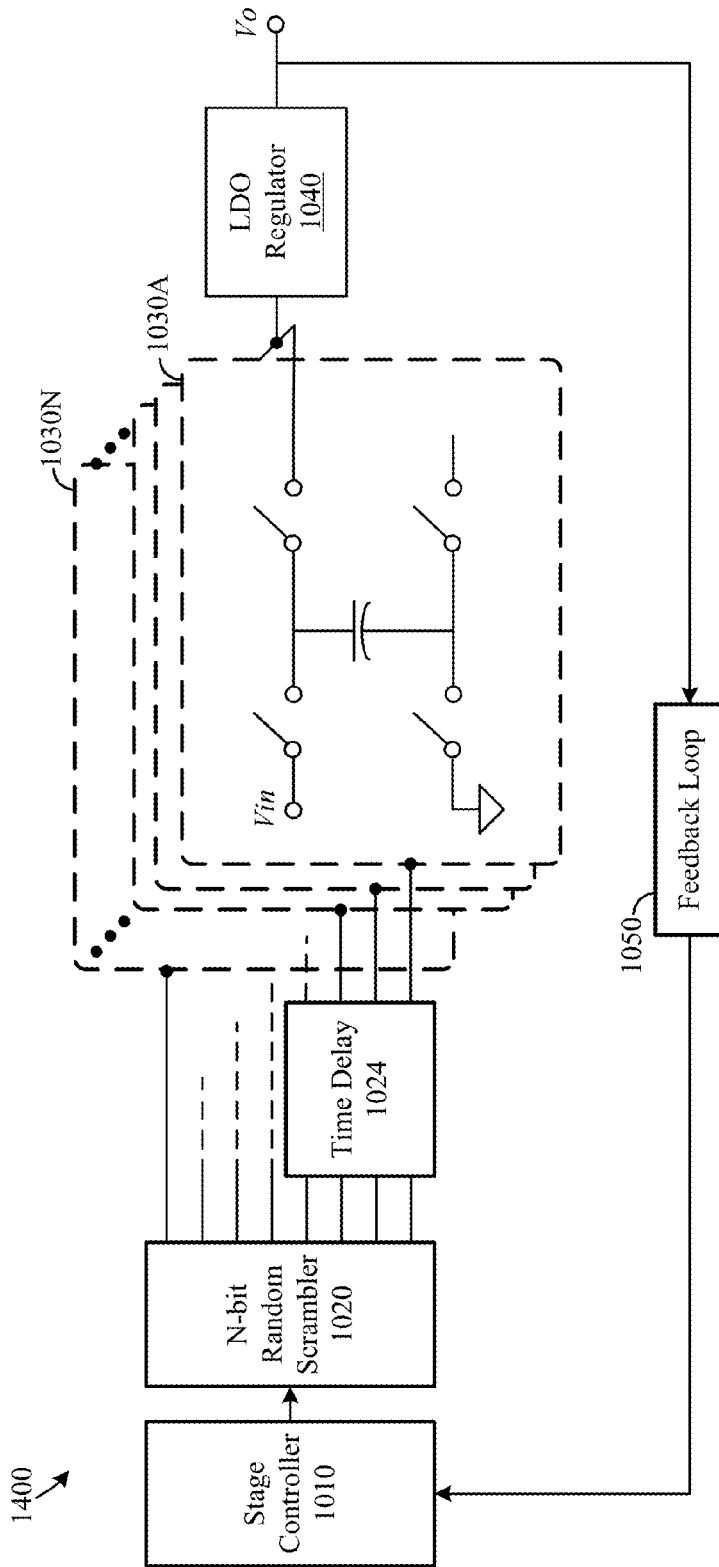 1400
Stage
Controller
1010
N-bit
Random
Scrambler
1020
Time Delay
1024
1030N
1030A
Vin
LDO
Regulator
1040
Vo
1050
Feedback Loop